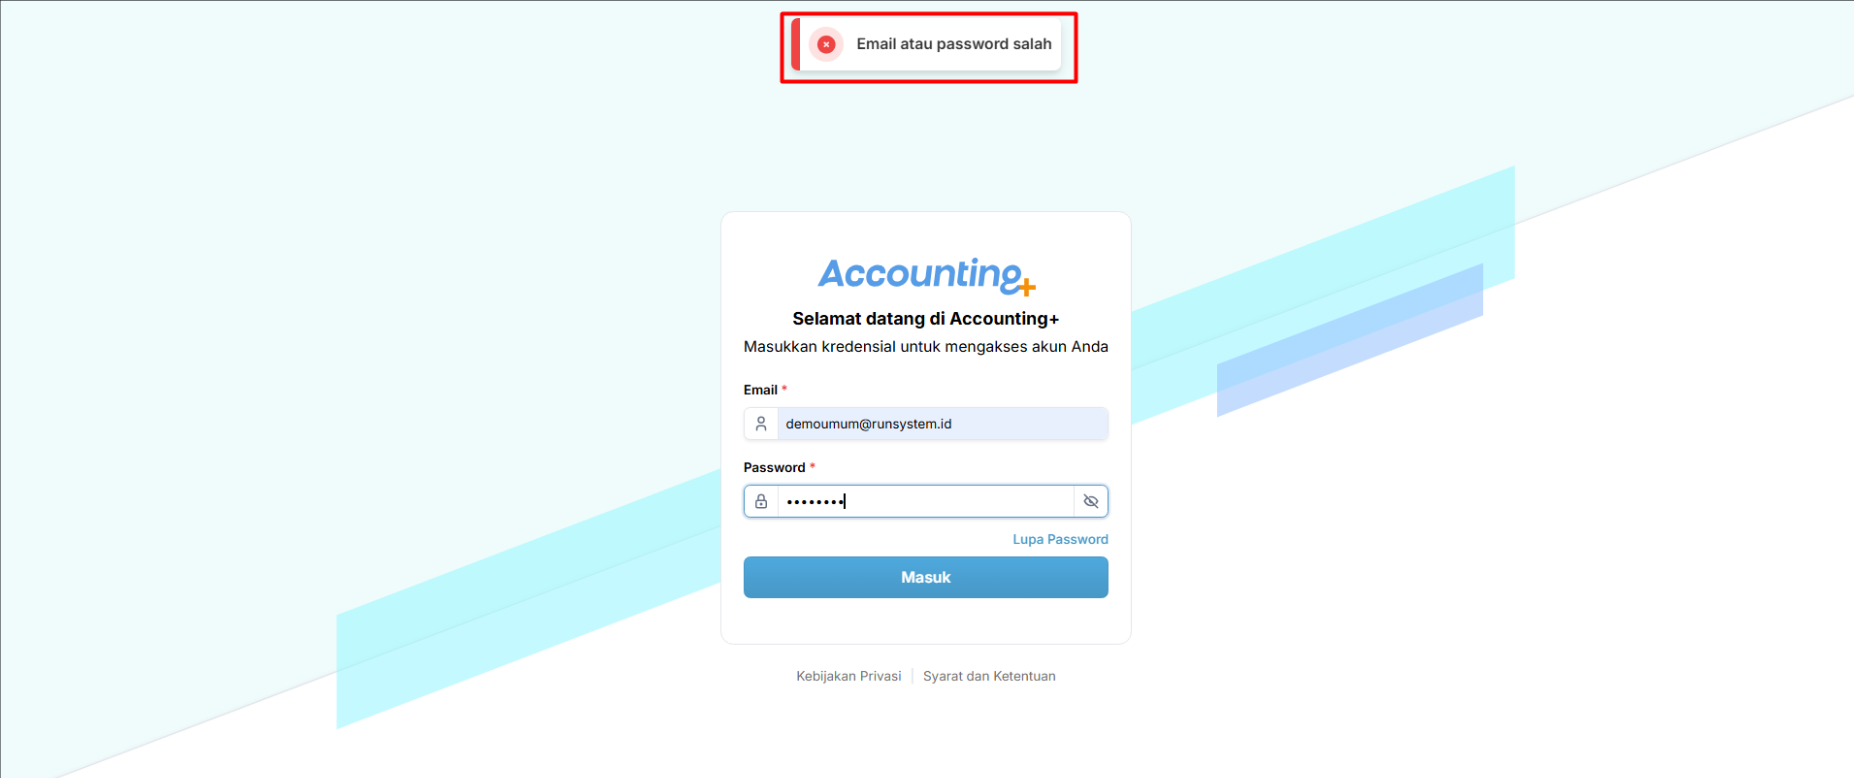 Email atau password salah
Accounting+
Selamat datang di Accounting+
Masukkan kredensial untuk mengakses akun Anda
Email *
demoumum@runsystem.id
Password *
••••••••
Lupa Password
Masuk
Kebijakan Privasi | Syarat dan Ketentuan